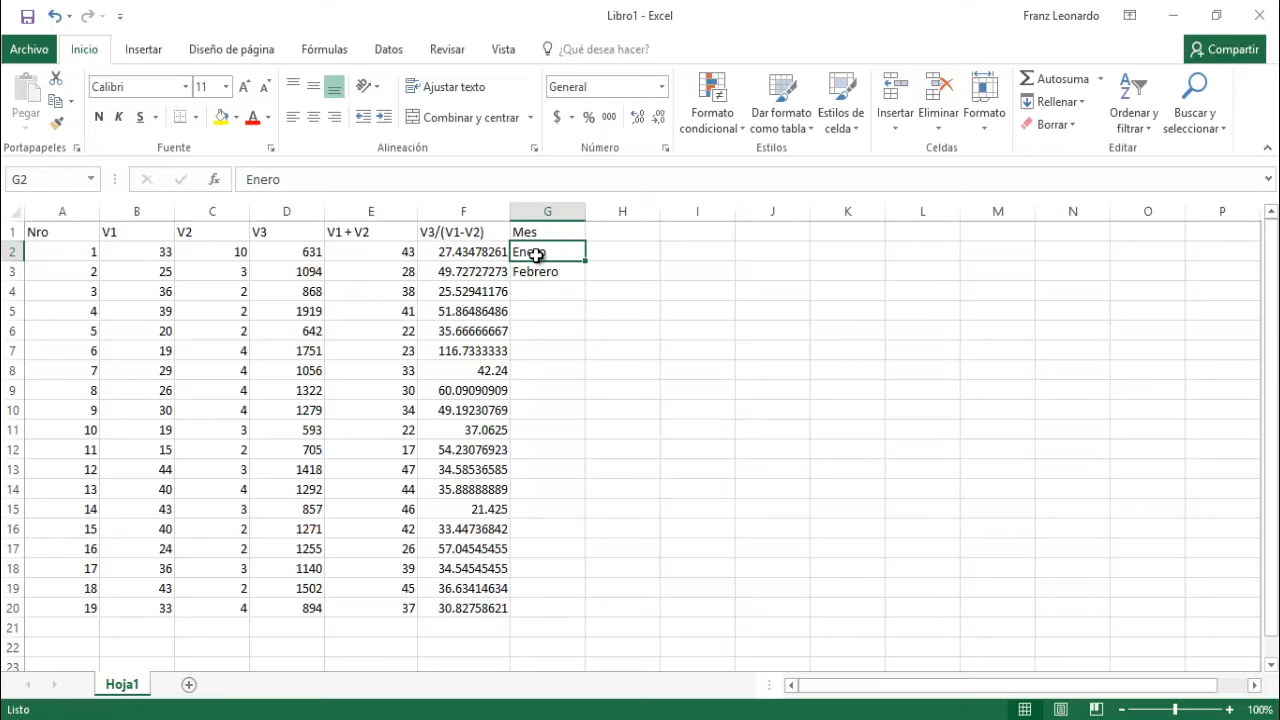 Libro1 - Excel
Franz Leonardo
Archivo Inicio Insertar Diseño de página Fórmulas Datos Revisar Vista ¿Qué desea hacer? Compartir
Pegar
Calibri 11
N K S
Ajustar texto
Combinar y centrar
General
$ % 000
Formato condicional
Dar formato como tabla
Estilos de celda
Insertar Eliminar Formato
Autosuma
Rellenar
Borrar
Ordenar y filtrar
Buscar y seleccionar
Portapapeles Fuente Alineación Número Estilos Celdas Editar
G2 fx Enero
A B C D E F G H I J K L M N O P
1 Nro V1 V2 V3 V1 + V2 V3/(V1-V2) Mes
2 1 33 10 631 43 27.43478261 Enero
3 2 25 3 1094 28 49.72727273 Febrero
4 3 36 2 868 38 25.52941176
5 4 39 2 1919 41 51.86486486
6 5 20 2 642 22 35.66666667
7 6 19 4 1751 23 116.7333333
8 7 29 4 1056 33 42.24
9 8 26 4 1322 30 60.09090909
10 9 30 4 1279 34 49.19230769
11 10 19 3 593 22 37.0625
12 11 15 2 705 17 54.23076923
13 12 44 3 1418 47 34.58536585
14 13 40 4 1292 44 35.88888889
15 14 43 3 857 46 21.425
16 15 40 2 1271 42 33.44736842
17 16 24 2 1255 26 57.04545455
18 17 36 3 1140 39 34.54545455
19 18 43 2 1502 45 36.63414634
20 19 33 4 894 37 30.82758621
21
22
23
Hoja1
Listo
100%